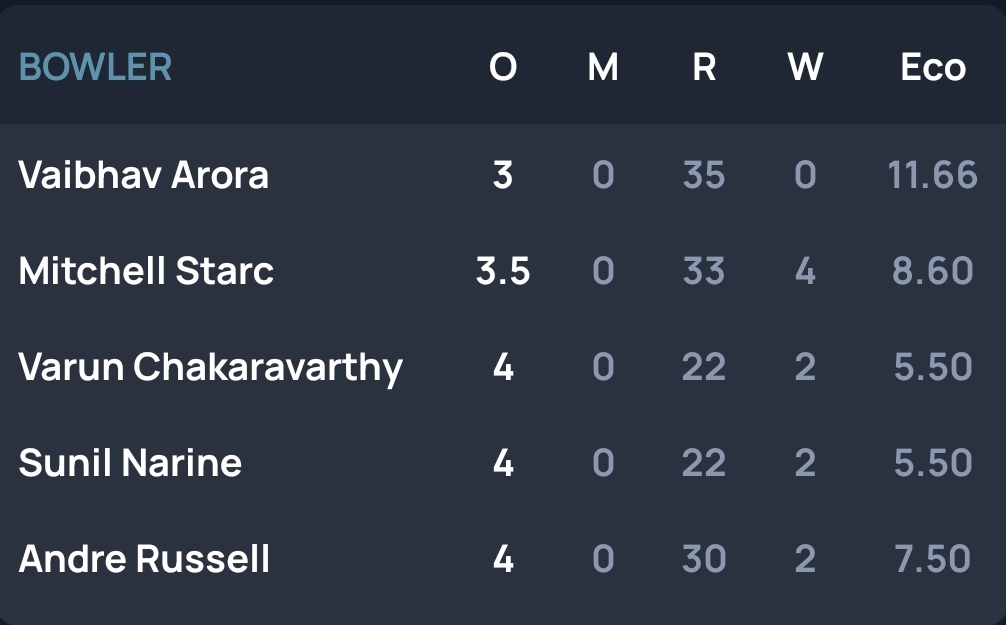 BOWLER O M R W Eco
Vaibhav Arora 3 0 35 0 11.66
Mitchell Starc 3.5 0 33 4 8.60
Varun Chakaravarthy 4 0 22 2 5.50
Sunil Narine 4 0 22 2 5.50
Andre Russell 4 0 30 2 7.50